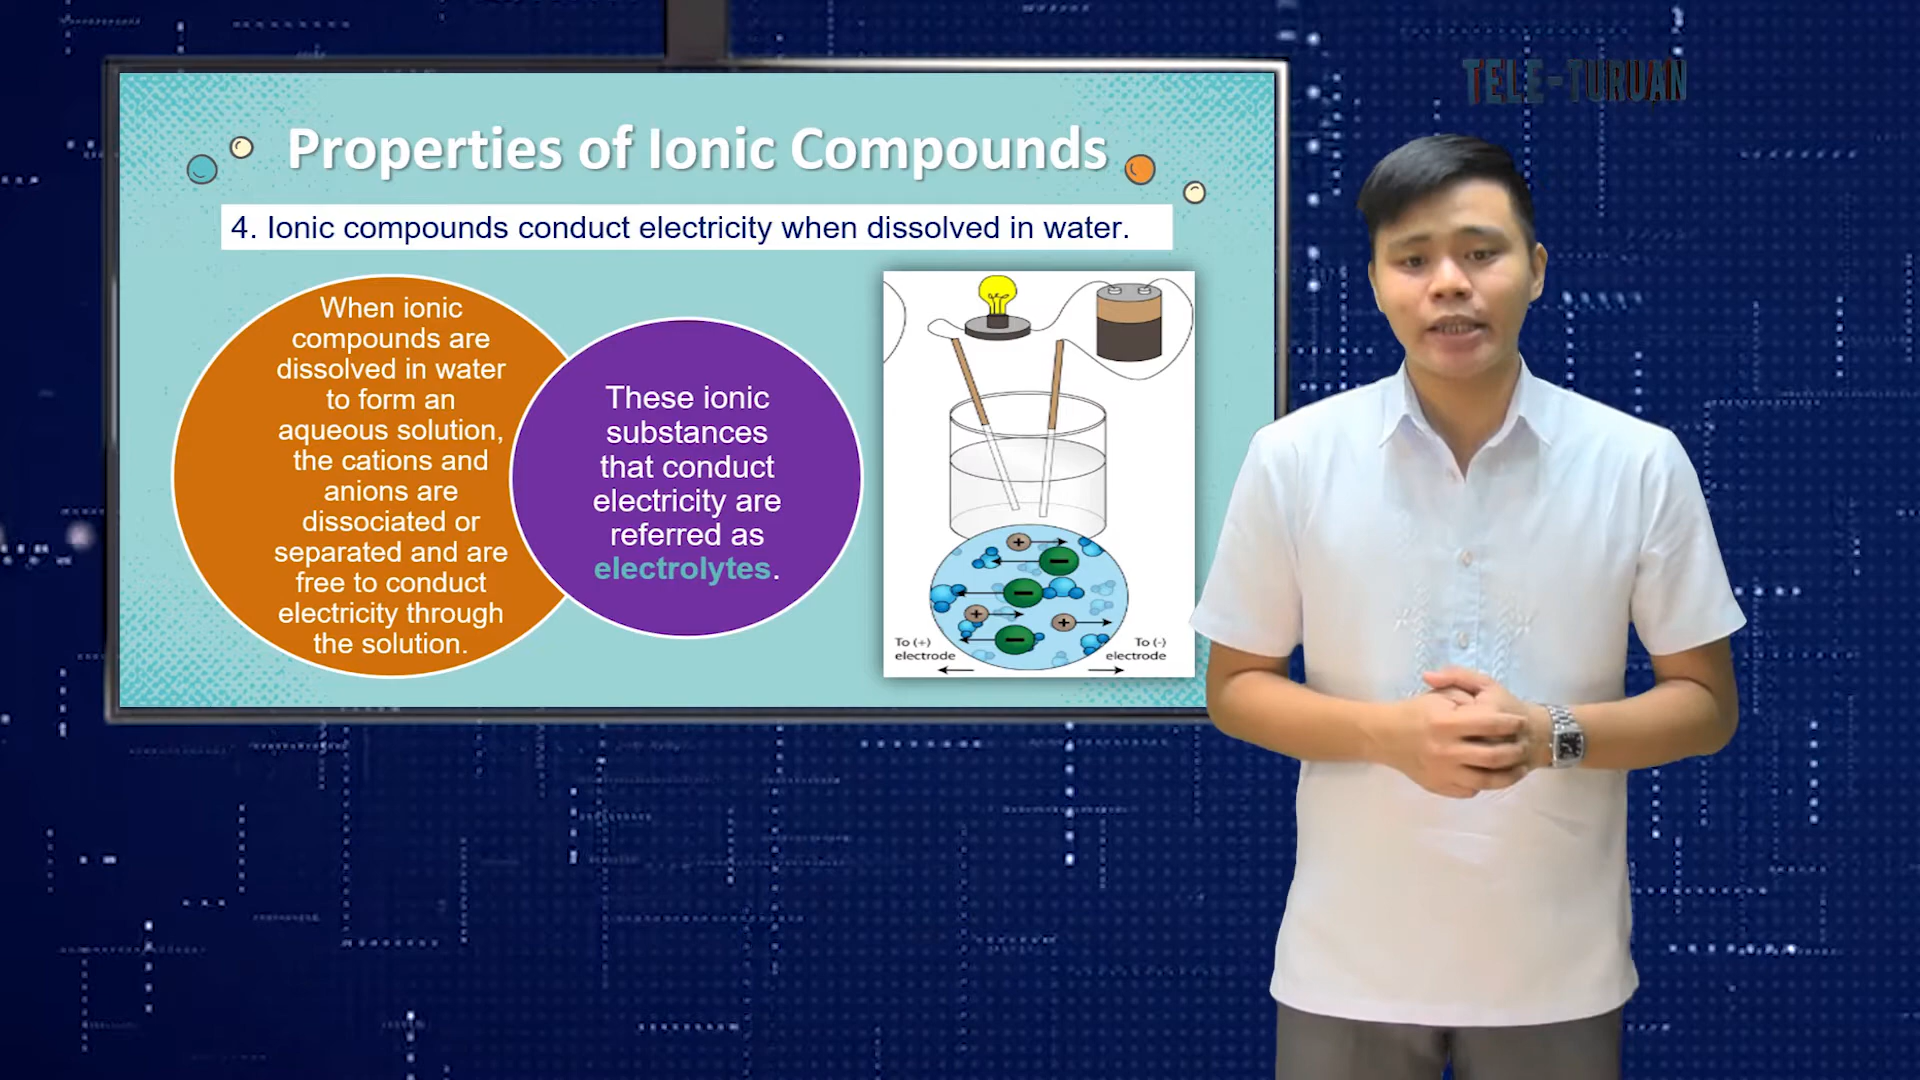 TELE-TURUAN
Properties of Ionic Compounds
4. Ionic compounds conduct electricity when dissolved in water.
When ionic
compounds are
dissolved in water
to form an
aqueous solution,
the cations and
anions are
dissociated or
separated and are
free to conduct
electricity through
the solution.
These ionic
substances
that conduct
electricity are
referred as
electrolytes.
To (+)
electrode
To (-)
electrode